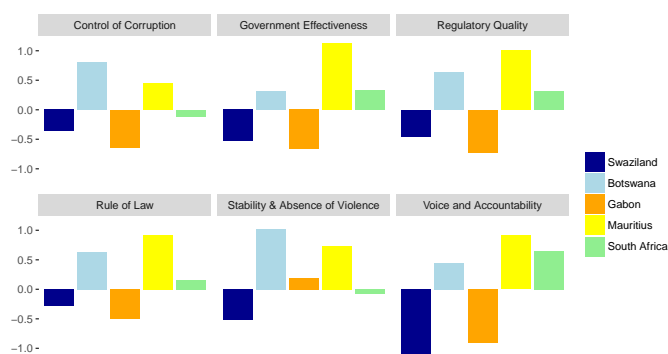 Control of Corruption
Government Effectiveness
Regulatory Quality
1.0
0.5
0.0
−0.5
−1.0
Rule of Law
Stability & Absence of Violence
Voice and Accountability
1.0
0.5
0.0
−0.5
−1.0
Swaziland
Botswana
Gabon
Mauritius
South Africa